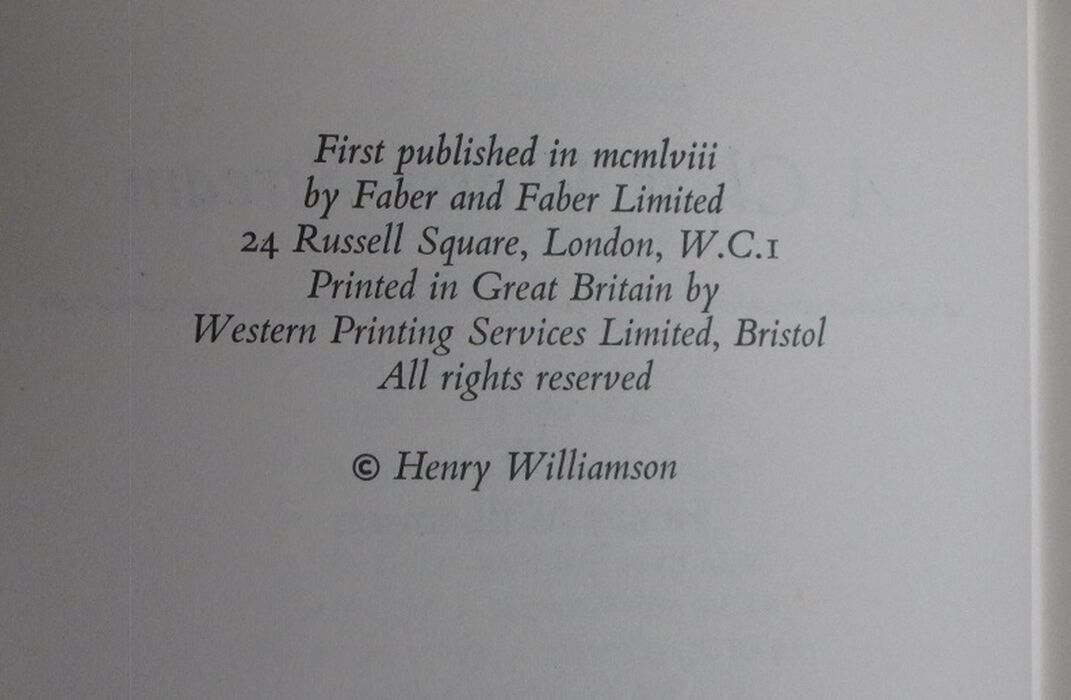 First published in mcmlviii
by Faber and Faber Limited
24 Russell Square, London, W.C.1
Printed in Great Britain by
Western Printing Services Limited, Bristol
All rights reserved
© Henry Williamson